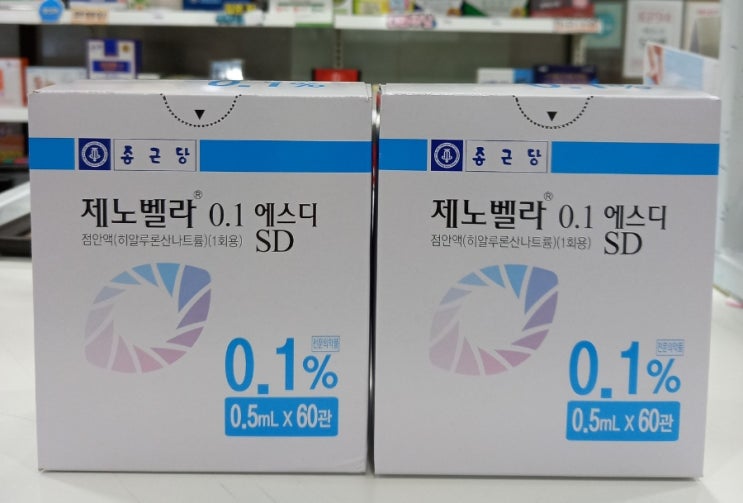 0.1%
종근당
제노벨라® 0.1 에스디
점안액(히알루론산나트륨)(1회용) SD
전문의약품
0.1%
0.5mL X 60관
0.1%
종근당
제노벨라® 0.1 에스디
점안액(히알루론산나트륨)(1회용) SD
전문의약품
0.1%
0.5mL X 60관